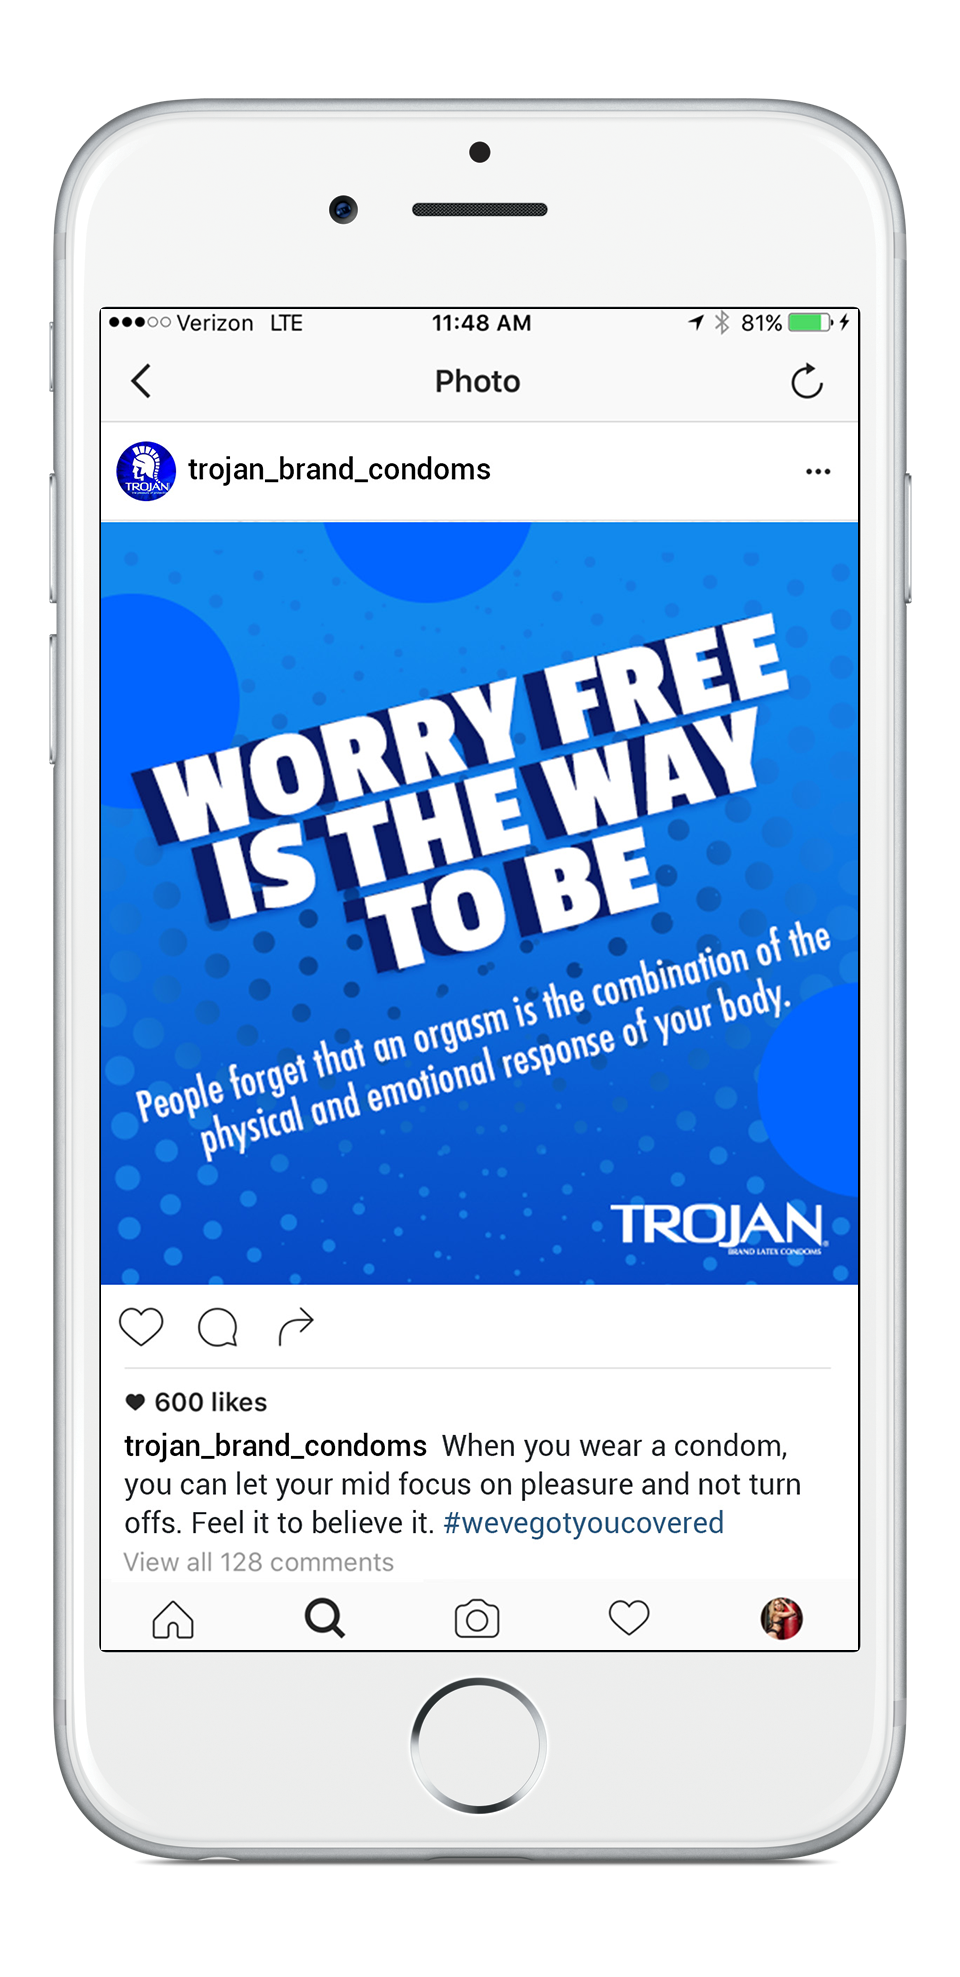 Verizon LTE 11:48 AM 81%
Photo
TROJAN
trojan_brand_condoms
WORRY FREE
IS THE WAY
TO BE
People forget that an orgasm is the combination of the
physical and emotional response of your body.
TROJAN
BRAND LATEX CONDOMS
600 likes
trojan_brand_condoms When you wear a condom,
you can let your mid focus on pleasure and not turn
offs. Feel it to believe it. #wevegotyoucovered
View all 128 comments